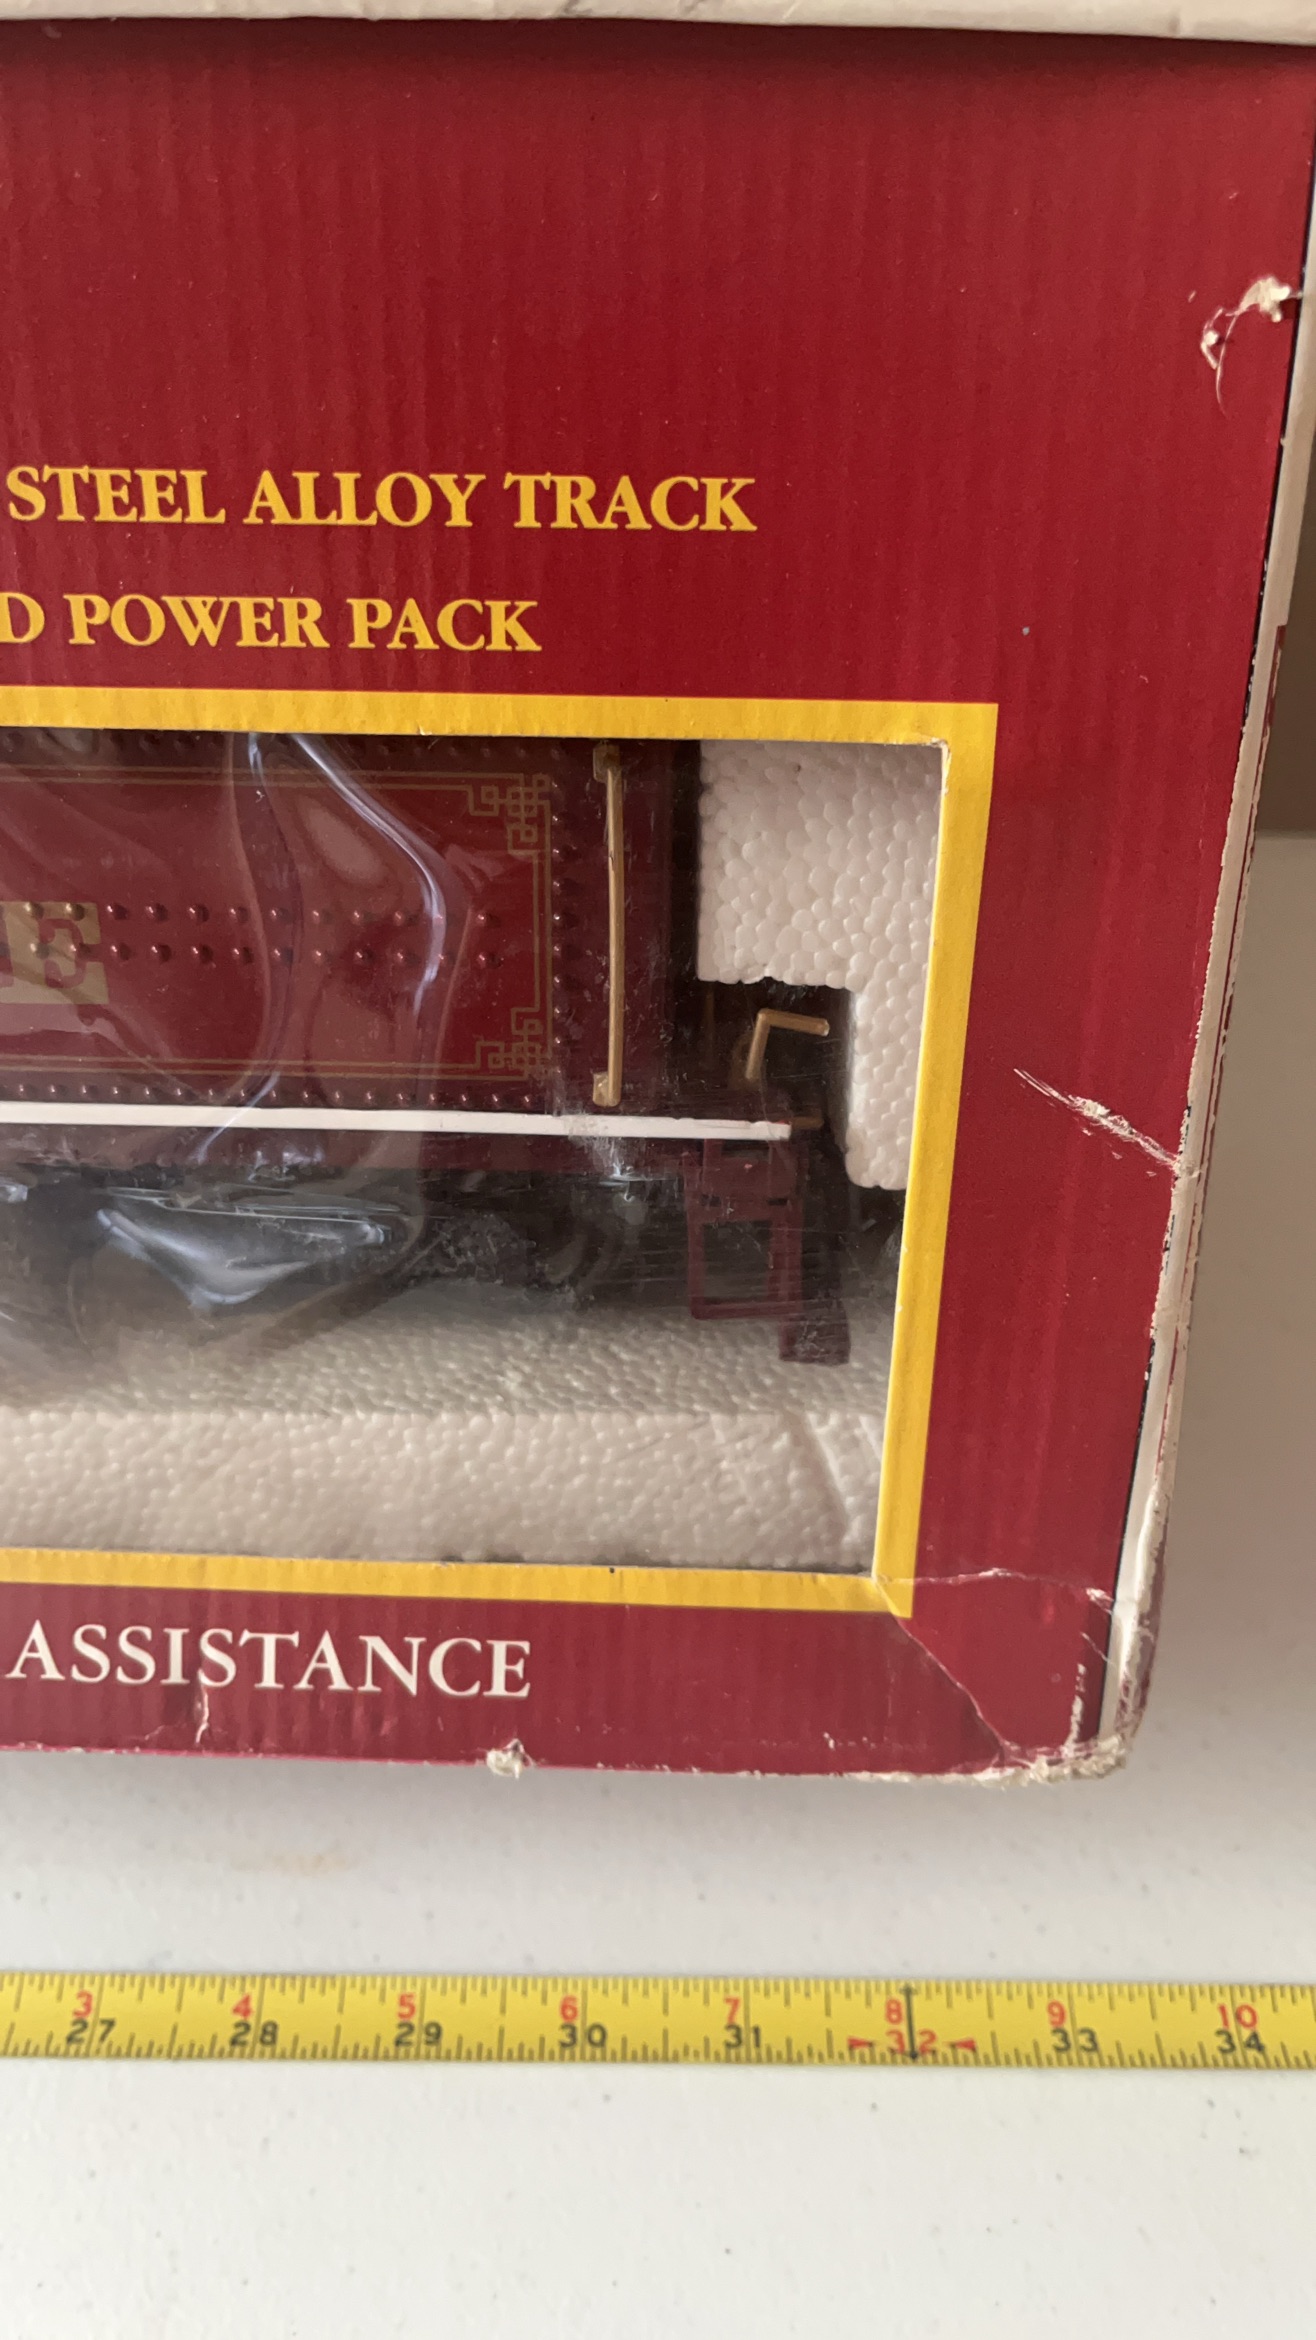 STEEL ALLOY TRACK
D POWER PACK
E
ASSISTANCE
3 4 5 6 7 8 9 10
27 28 29 30 31 32 33 34